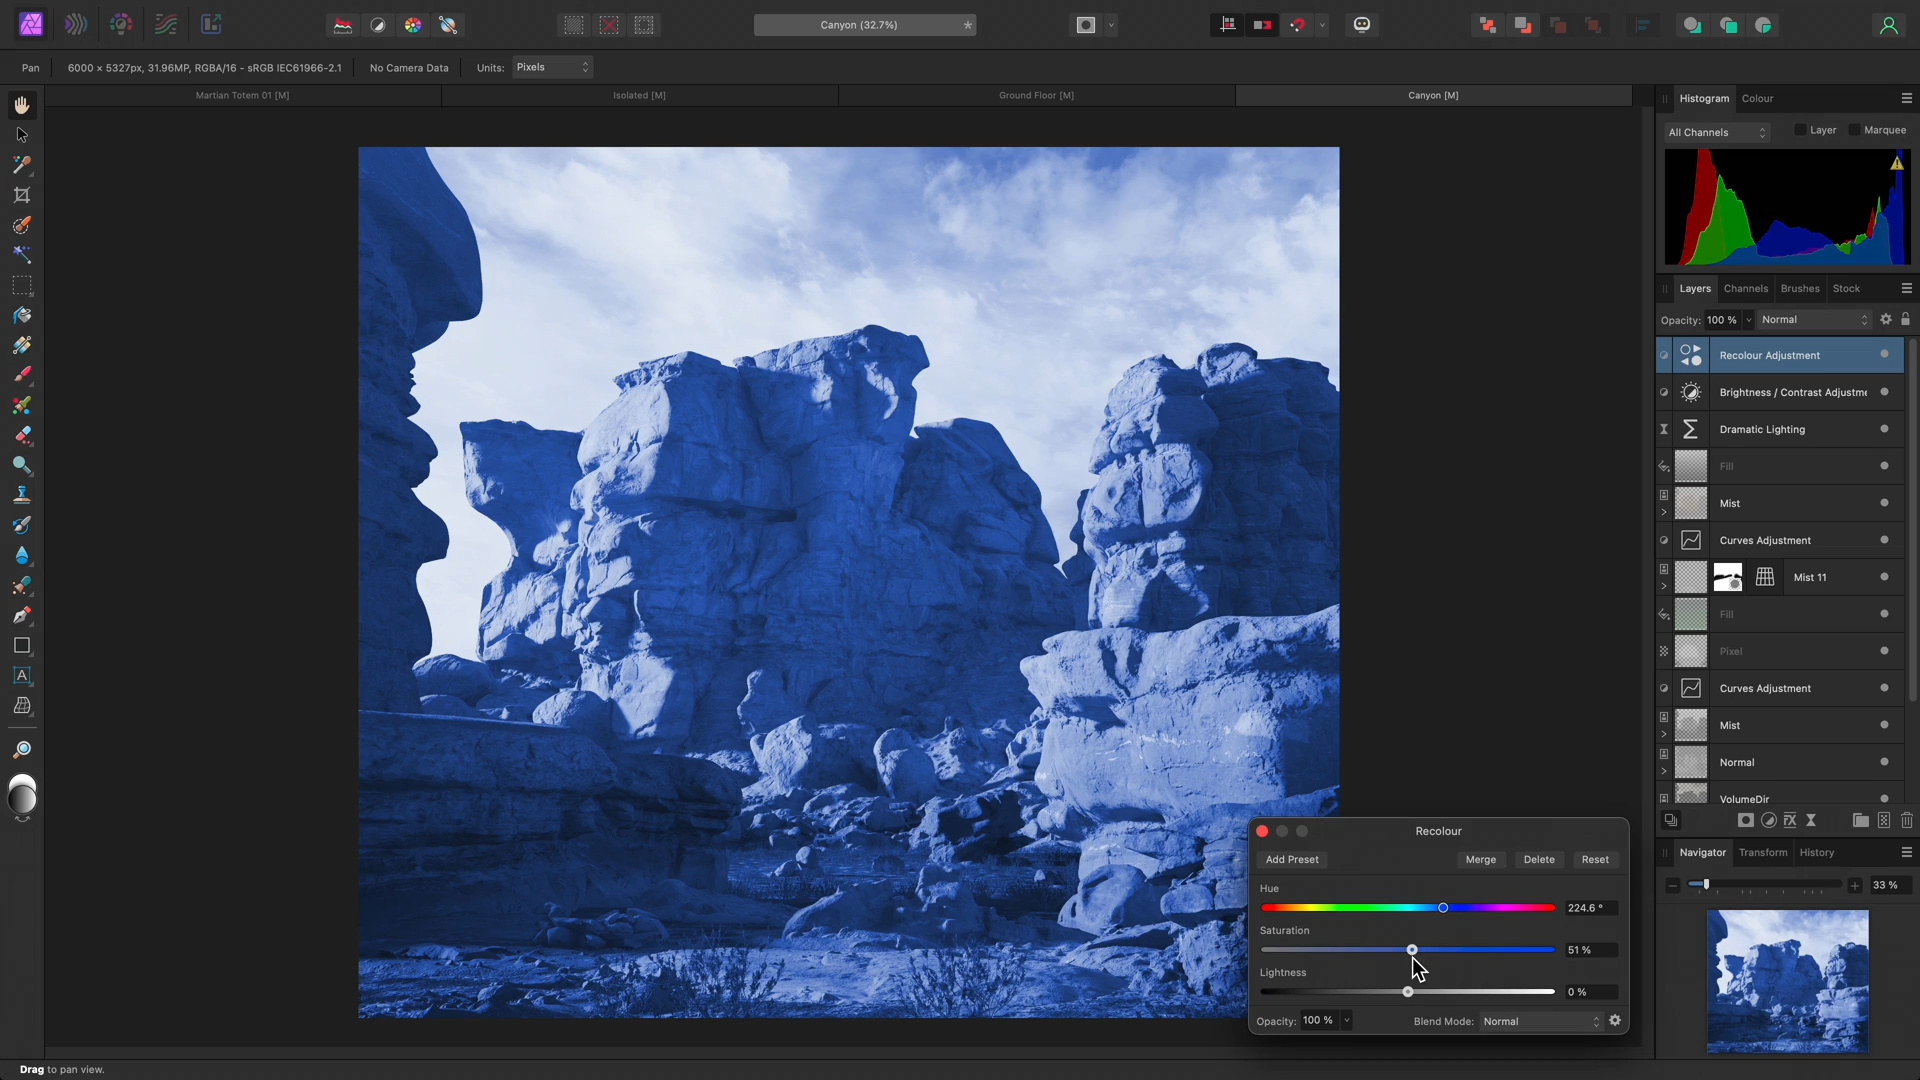 Canyon (32.7%)
*
Pan
6000 × 5327px, 31.96MP, RGBA/16 - sRGB IEC61966-2.1
No Camera Data
Units: Pixels
Martian Totem 01 [M]
Isolated [M]
Ground Floor [M]
Canyon [M]
Histogram Colour
All Channels
Layer
Marquee
Layers Channels Brushes Stock
Opacity: 100 % Normal
Recolour Adjustment
Brightness / Contrast Adjustme
Dramatic Lighting
Fill
Mist
Curves Adjustment
Mist 11
Fill
Pixel
Curves Adjustment
Mist
Normal
VolumeDir
Navigator Transform History
33 %
Recolour
Add Preset
Merge
Delete
Reset
Hue
224.6 °
Saturation
51 %
Lightness
0 %
Opacity: 100 %
Blend Mode: Normal
Drag to pan view.